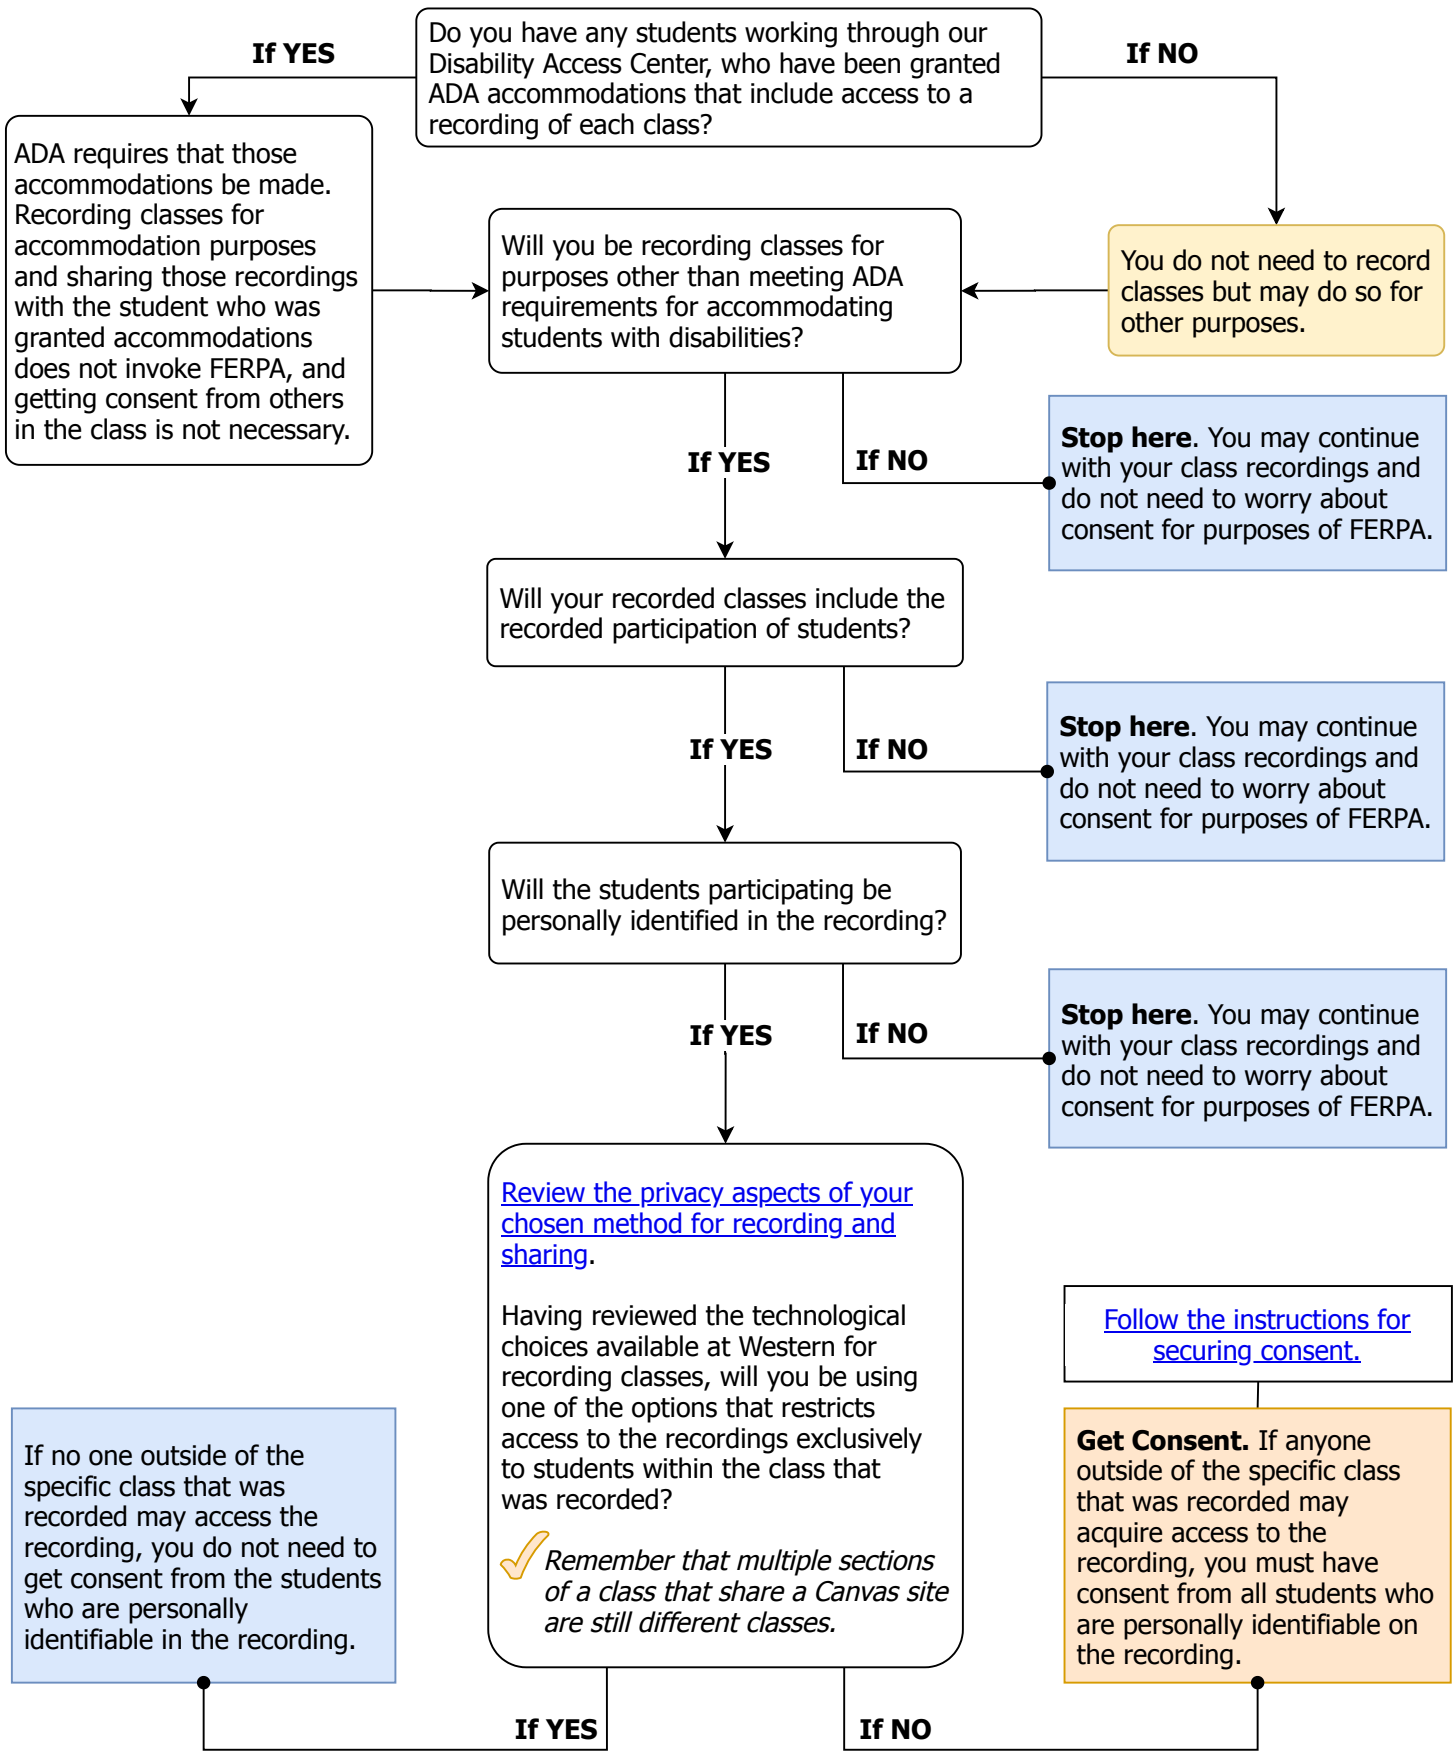 Do you have any students working through our
Disability Access Center, who have been granted
ADA accommodations that include access to a
recording of each class?
If YES
If NO
ADA requires that those
accommodations be made.
Recording classes for
accommodation purposes
and sharing those recordings
with the student who was
granted accommodations
does not invoke FERPA, and
getting consent from others
in the class is not necessary.
You do not need to record
classes but may do so for
other purposes.
Will you be recording classes for
purposes other than meeting ADA
requirements for accommodating
students with disabilities?
If YES
If NO
Stop here. You may continue
with your class recordings and
do not need to worry about
consent for purposes of FERPA.
Will your recorded classes include the
recorded participation of students?
If YES
If NO
Stop here. You may continue
with your class recordings and
do not need to worry about
consent for purposes of FERPA.
Will the students participating be
personally identified in the recording?
If YES
If NO
Stop here. You may continue
with your class recordings and
do not need to worry about
consent for purposes of FERPA.
Review the privacy aspects of your
chosen method for recording and
sharing.
Having reviewed the technological
choices available at Western for
recording classes, will you be using
one of the options that restricts
access to the recordings exclusively
to students within the class that
was recorded?
Remember that multiple sections
of a class that share a Canvas site
are still different classes.
If YES
If NO
If no one outside of the
specific class that was
recorded may access the
recording, you do not need to
get consent from the students
who are personally
identifiable in the recording.
Follow the instructions for
securing consent.
Get Consent. If anyone
outside of the specific class
that was recorded may
acquire access to the
recording, you must have
consent from all students who
are personally identifiable on
the recording.